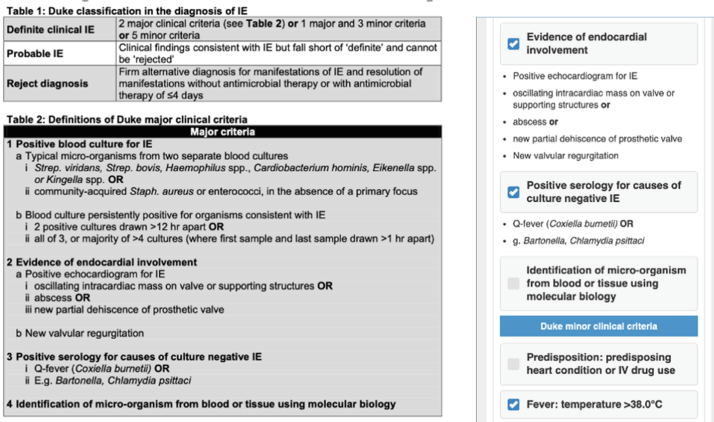 Table 1: Duke classification in the diagnosis of IE
Definite clinical IE
2 major clinical criteria (see Table 2) or 1 major and 3 minor criteria
or 5 minor criteria
Probable IE
Clinical findings consistent with IE but fall short of 'definite' and cannot
be 'rejected'
Reject diagnosis
Firm alternative diagnosis for manifestations of IE and resolution of
manifestations without antimicrobial therapy or with antimicrobial
therapy of ≤4 days
Table 2: Definitions of Duke major clinical criteria
Major criteria
1 Positive blood culture for IE
a Typical micro-organisms from two separate blood cultures
i Strep. viridans, Strep. bovis, Haemophilus spp., Cardiobacterium hominis, Eikenella spp.
or Kingella spp. OR
ii community-acquired Staph. aureus or enterococci, in the absence of a primary focus
b Blood culture persistently positive for organisms consistent with IE
i 2 positive cultures drawn >12 hr apart OR
ii all of 3, or majority of >4 cultures (where first sample and last sample drawn >1 hr apart)
2 Evidence of endocardial involvement
a Positive echocardiogram for IE
i oscillating intracardiac mass on valve or supporting structures OR
ii abscess OR
iii new partial dehiscence of prosthetic valve
b New valvular regurgitation
3 Positive serology for causes of culture negative IE
i Q-fever (Coxiella burnetii) OR
ii E.g. Bartonella, Chlamydia psittaci
4 Identification of micro-organism from blood or tissue using molecular biology
Evidence of endocardial
involvement
• Positive echocardiogram for IE
• oscillating intracardiac mass on valve or
supporting structures or
• abscess or
• new partial dehiscence of prosthetic valve
• New valvular regurgitation
Positive serology for causes of
culture negative IE
• Q-fever (Coxiella burnetii) OR
• g. Bartonella, Chlamydia psittaci
Identification of micro-organism
from blood or tissue using
molecular biology
Duke minor clinical criteria
Predisposition: predisposing
heart condition or IV drug use
Fever: temperature >38.0°C